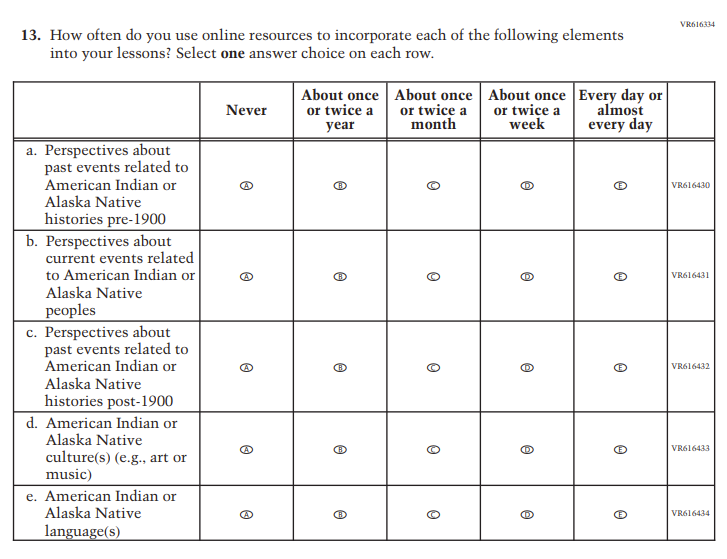 VR616334
13. How often do you use online resources to incorporate each of the following elements
into your lessons? Select one answer choice on each row.
Never
About once
or twice a
year
About once
or twice a
month
About once
or twice a
week
Every day or
almost
every day
a. Perspectives about
past events related to
American Indian or
Alaska Native
histories pre-1900
A B C D E VR616430
b. Perspectives about
current events related
to American Indian or
Alaska Native
peoples
A B C D E VR616431
c. Perspectives about
past events related to
American Indian or
Alaska Native
histories post-1900
A B C D E VR616432
d. American Indian or
Alaska Native
culture(s) (e.g., art or
music)
A B C D E VR616433
e. American Indian or
Alaska Native
language(s)
A B C D E VR616434